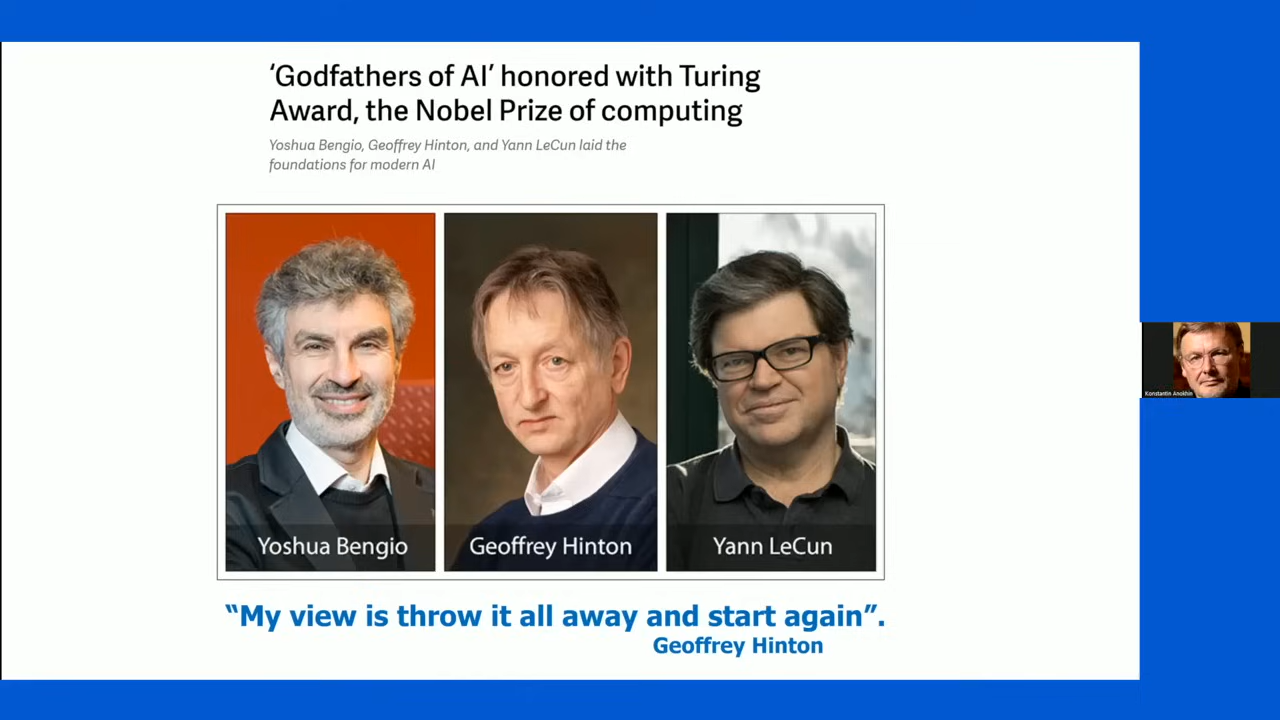 ‘Godfathers of AI’ honored with Turing
Award, the Nobel Prize of computing
Yoshua Bengio, Geoffrey Hinton, and Yann LeCun laid the
foundations for modern AI
Yoshua Bengio
Geoffrey Hinton
Yann LeCun
“My view is throw it all away and start again”.
Geoffrey Hinton
Konstantin Anokhin